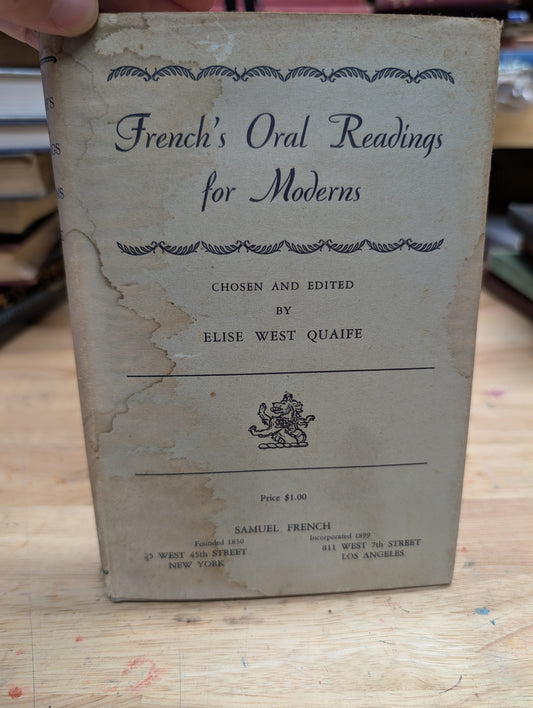 French's Oral Readings
for Moderns
CHOSEN AND EDITED
BY
ELISE WEST QUAIFE
Price $1.00
SAMUEL FRENCH
Founded 1830
Incorporated 1899
25 WEST 45th STREET
811 WEST 7th STREET
NEW YORK
LOS ANGELES